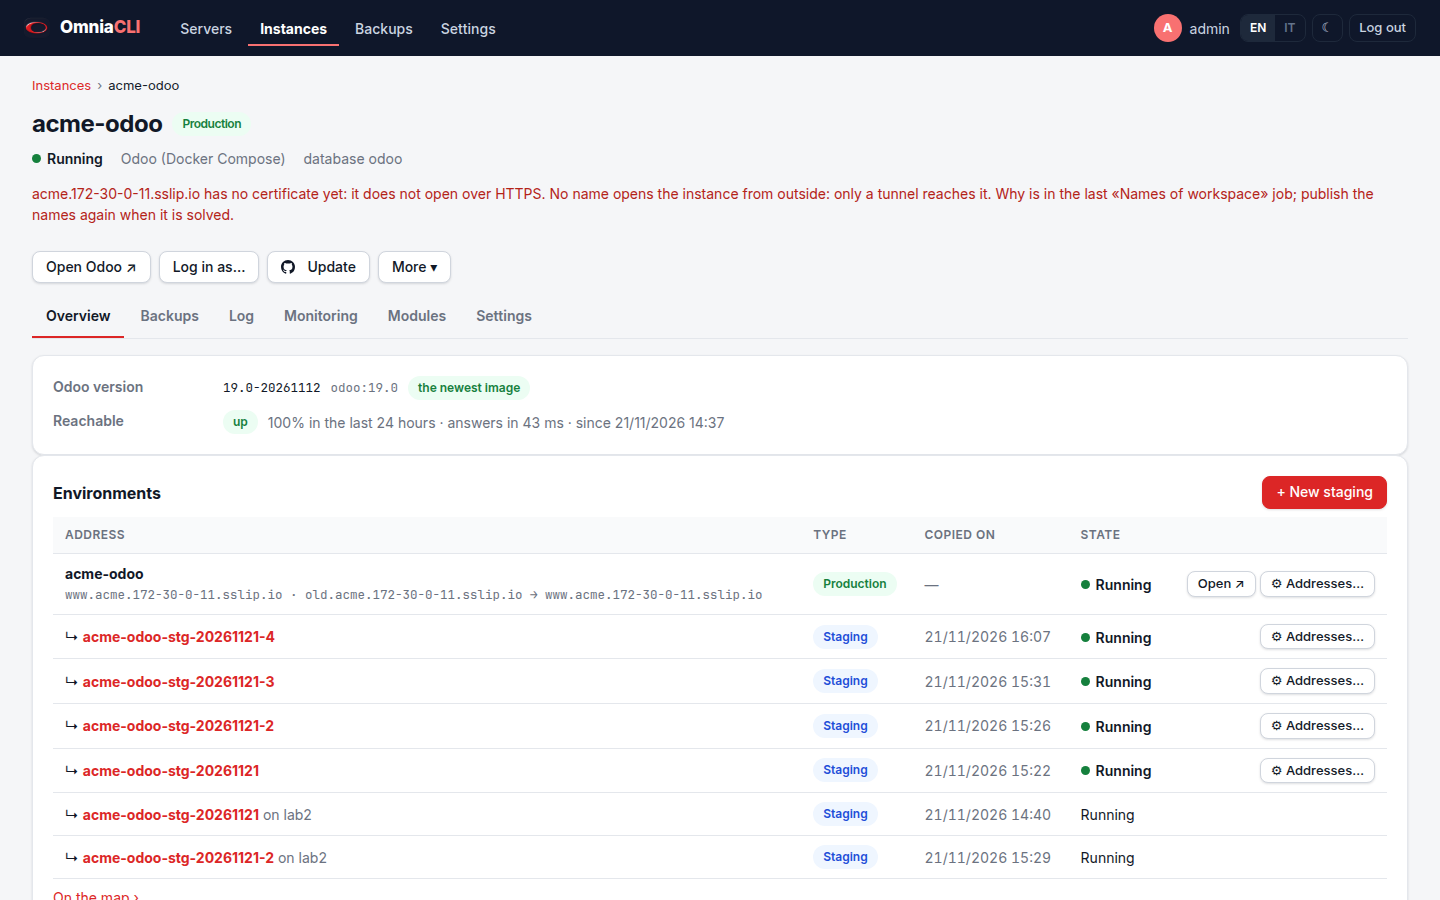 OmniaCLI
Servers
Instances
Backups
Settings
A
admin
EN
IT
Log out
Instances › acme-odoo
acme-odoo
Production
Running
Odoo (Docker Compose)
database odoo
acme.172-30-0-11.sslip.io has no certificate yet: it does not open over HTTPS. No name opens the instance from outside: only a tunnel reaches it. Why is in the last «Names of workspace» job; publish the
names again when it is solved.
Open Odoo ↗
Log in as...
Update
More ▾
Overview
Backups
Log
Monitoring
Modules
Settings
Odoo version
19.0-20261112
odoo:19.0
the newest image
Reachable
up
100% in the last 24 hours · answers in 43 ms · since 21/11/2026 14:37
Environments
+ New staging
ADDRESS
TYPE
COPIED ON
STATE
acme-odoo
www.acme.172-30-0-11.sslip.io · old.acme.172-30-0-11.sslip.io → www.acme.172-30-0-11.sslip.io
Production
—
Running
Open ↗
⚙ Addresses...
↳ acme-odoo-stg-20261121-4
Staging
21/11/2026 16:07
Running
⚙ Addresses...
↳ acme-odoo-stg-20261121-3
Staging
21/11/2026 15:31
Running
⚙ Addresses...
↳ acme-odoo-stg-20261121-2
Staging
21/11/2026 15:26
Running
⚙ Addresses...
↳ acme-odoo-stg-20261121
Staging
21/11/2026 15:22
Running
⚙ Addresses...
↳ acme-odoo-stg-20261121 on lab2
Staging
21/11/2026 14:40
Running
↳ acme-odoo-stg-20261121-2 on lab2
Staging
21/11/2026 15:29
Running
On the map ›